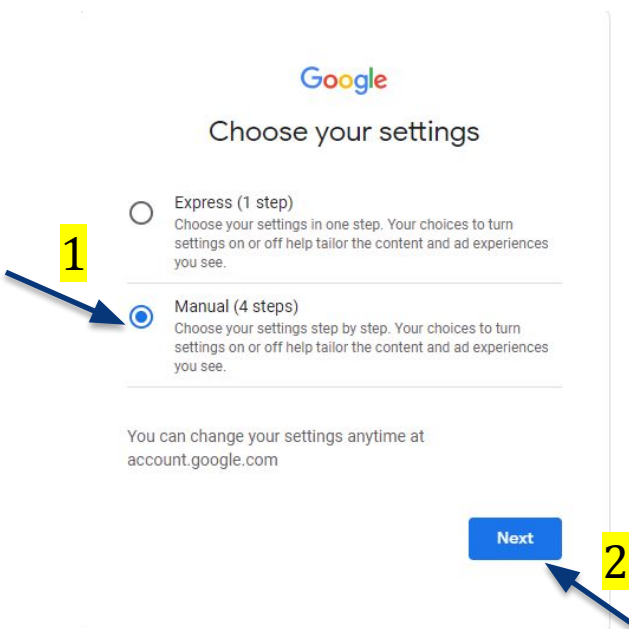 Google
Choose your settings
Express (1 step)
Choose your settings in one step. Your choices to turn
settings on or off help tailor the content and ad experiences
you see.
1
Manual (4 steps)
Choose your settings step by step. Your choices to turn
settings on or off help tailor the content and ad experiences
you see.
You can change your settings anytime at
account.google.com
Next
2